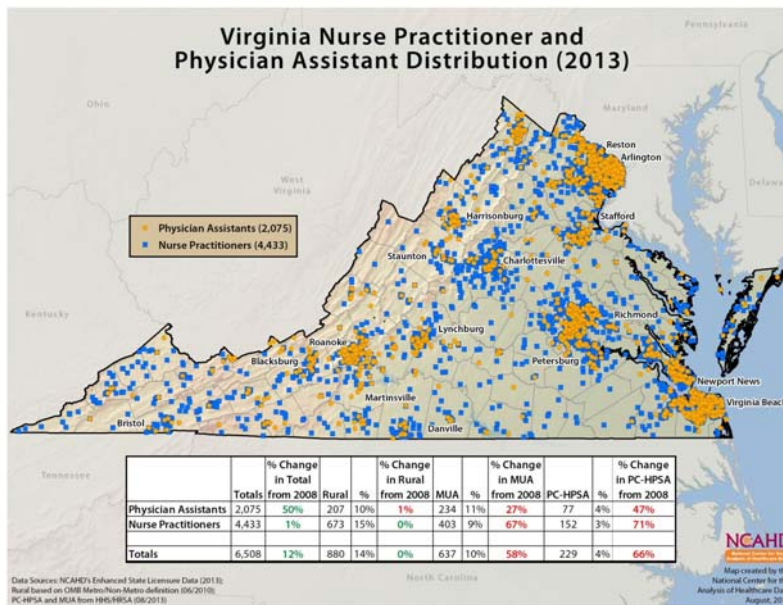 Virginia Nurse Practitioner and
Physician Assistant Distribution (2013)
Pennsylvania
Ohio
Maryland
Reston
Arlington
West
Virginia
Delawar
Physician Assistants (2,075)
Nurse Practitioners (4,433)
Harrisonburg
Stafford
Staunton
Charlottesville
Kentucky
Richmond
Lynchburg
Roanoke
Blacksburg
Petersburg
Newport News
Martinsville
Virginia Beach
Bristol
Danville
Tennessee
% Change % Change % Change % Change
in Total in Rural in MUA in PC-HPSA
Totals from 2008 Rural % from 2008 MUA % from 2008 PC-HPSA % from 2008
Physician Assistants 2,075 50% 207 10% 1% 234 11% 27% 77 4% 47%
Nurse Practitioners 4,433 1% 673 15% 0% 403 9% 67% 152 3% 71%
Totals 6,508 12% 880 14% 0% 637 10% 58% 229 4% 66%
NCAHD
North Carolina
Data Sources: NCAHD's Enhanced State Licensure Data (2013);
Rural based on OMB Metro/Non-Metro definition (06/2010);
PC-HPSA and MUA from HHS/HRSA (08/2013)
Map created by th
National Center for th
Analysis of Healthcare
August, 20